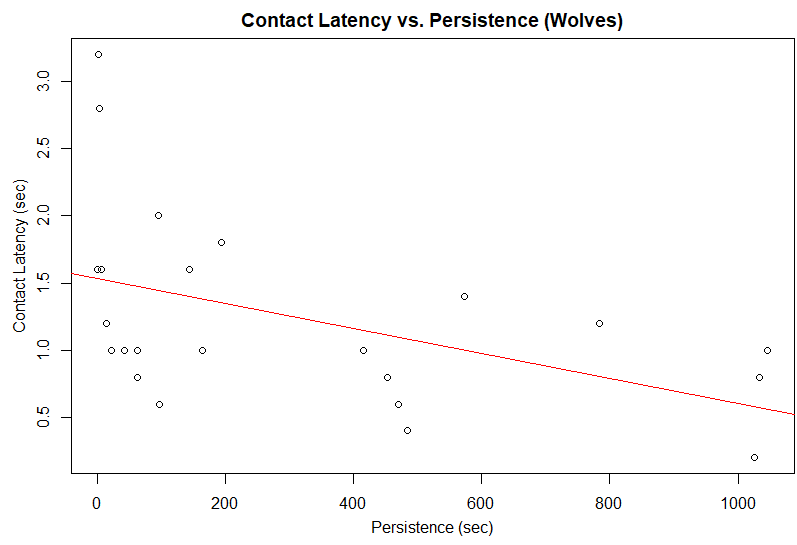 Contact Latency vs. Persistence (Wolves)
Contact Latency (sec)
3.0
2.5
2.0
1.5
1.0
0.5
0 200 400 600 800 1000
Persistence (sec)